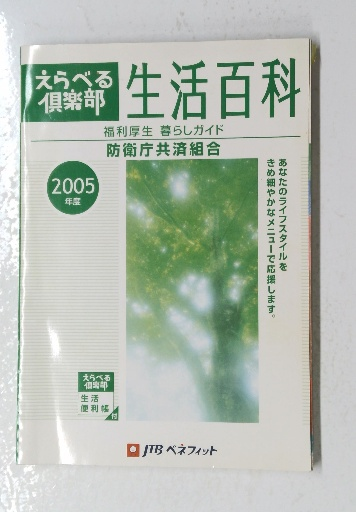 えらべる
倶楽部
生活百科
福利厚生 暮らしガイド
防衛庁共済組合
2005
年度
あなたのライフスタイルを
きめ細やかなメニューで応援します。
えらべる
倶楽部
生活
便利帳
付
JTB ベネフィット